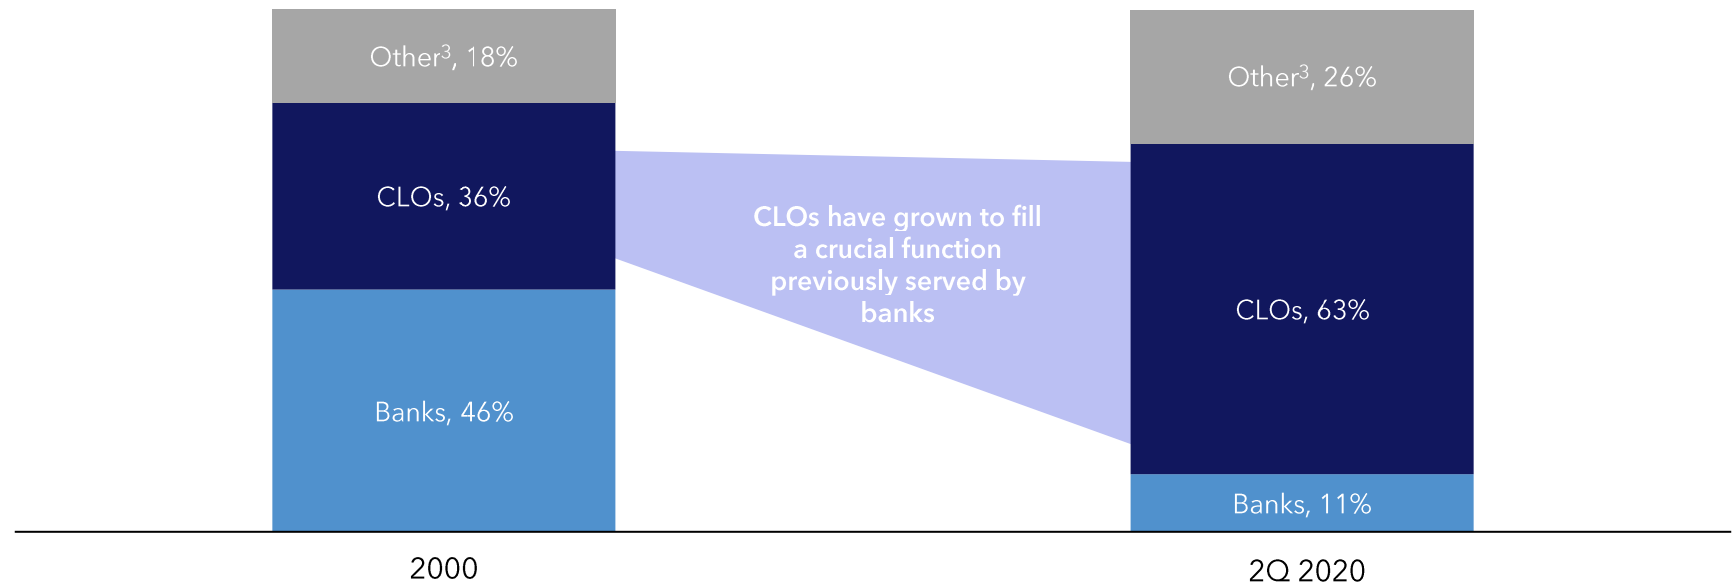 Other³, 18%
CLOs, 36%
Banks, 46%
CLOs have grown to fill
a crucial function
previously served by
banks
Other³, 26%
CLOs, 63%
Banks, 11%
2000
2Q 2020